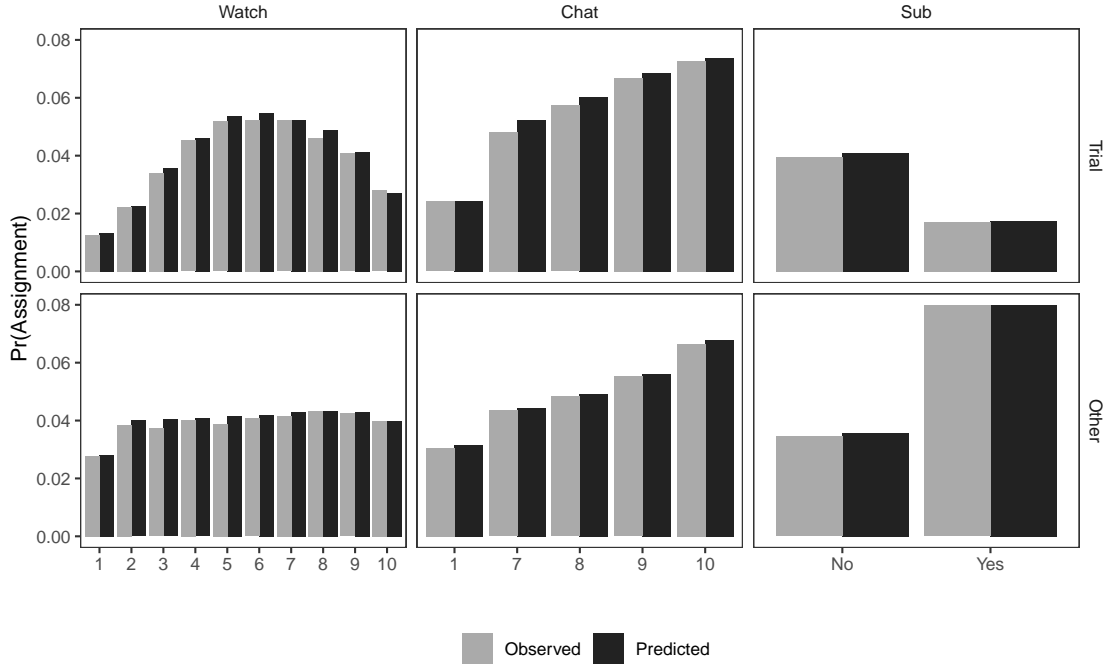 Watch Chat Sub
Pr(Assignment)
0.08
0.06
0.04
0.02
0.00
Trial
0.08
0.06
0.04
0.02
0.00
Other
1 2 3 4 5 6 7 8 9 10 1 7 8 9 10 No Yes
Observed Predicted